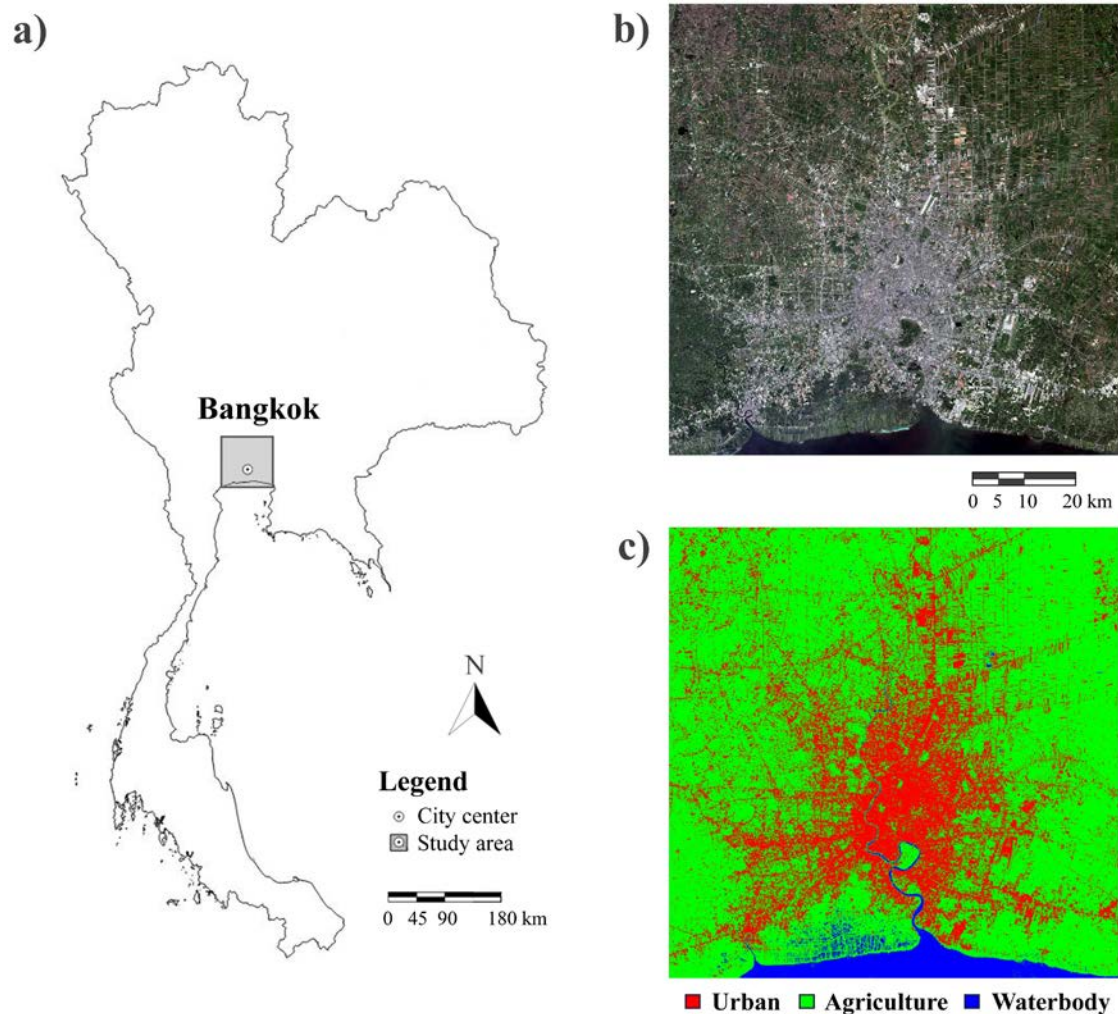 a)
Bangkok
N
Legend
City center
Study area
0 45 90 180 km
b)
0 5 10 20 km
c)
Urban Agriculture Waterbody